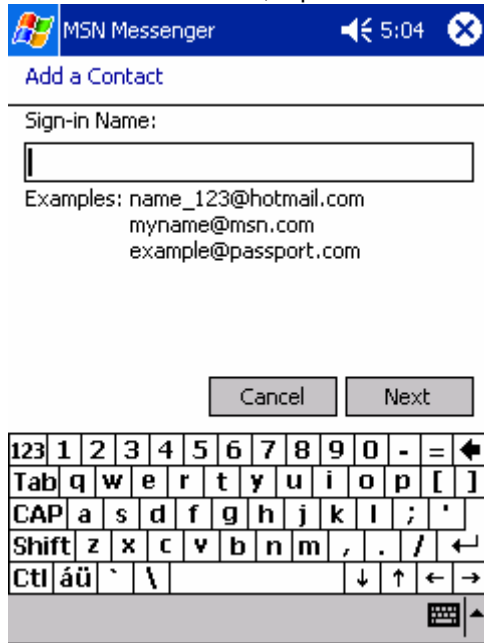 MSN Messenger 5:04
Add a Contact
Sign-in Name:
Examples: name_123@hotmail.com
myname@msn.com
example@passport.com
Cancel Next
123 1 2 3 4 5 6 7 8 9 0 - =
Tab q w e r t y u i o p [ ]
CAP a s d f g h j k l ; '
Shift z x c v b n m , . /
Ctl áü ` \